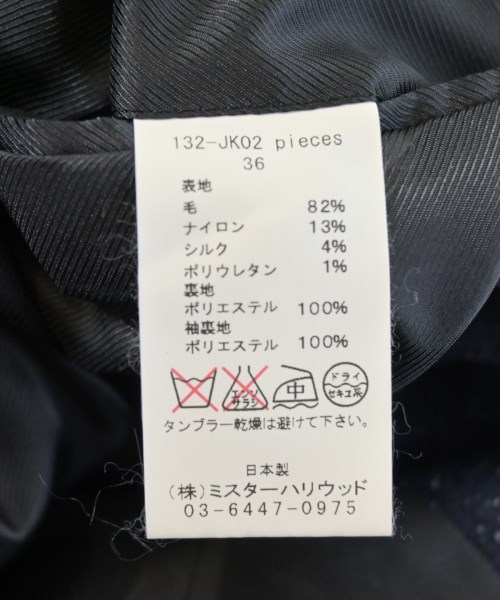 132-JK02 pieces
36
表地
毛 82%
ナイロン 13%
シルク 4%
ポリウレタン 1%
裏地
ポリエステル 100%
袖裏地
ポリエステル 100%
エンソ
サラシ
中
ドライ
セキユ系
タンブラー乾燥は避けて下さい。
日本製
(株)ミスターハリウッド
03-6447-0975